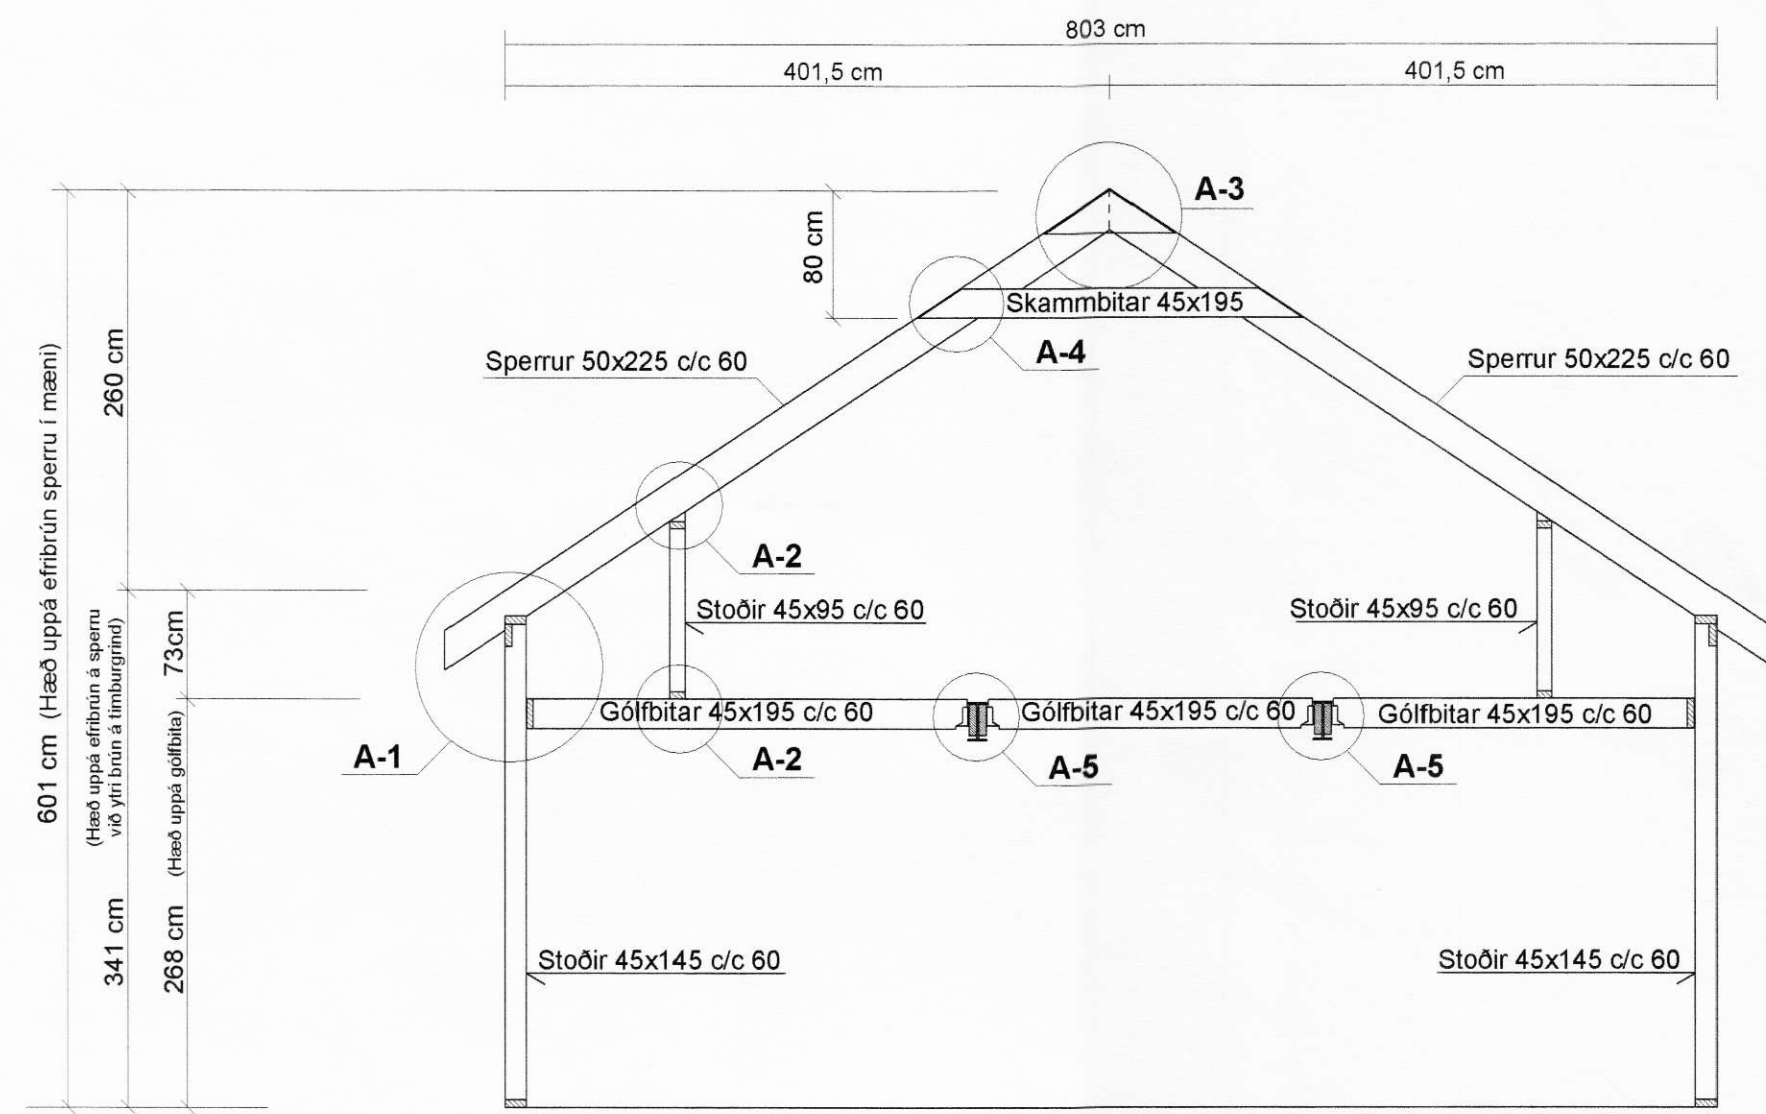 803 cm
401,5 cm
401,5 cm
A-3
80 cm
Skammbitar 45x195
A-4
Sperrur 50x225 c/c 60
Sperrur 50x225 c/c 60
601 cm (Hæð uppá efribrún sperru í mæni)
260 cm
A-2
Stoðir 45x95 c/c 60
Stoðir 45x95 c/c 60
341 cm
(Hæð uppá efribrún á sperru
við ytri brún á timburgrind)
73cm
268 cm (Hæð uppá gólfbita)
Gólfbitar 45x195 c/c 60
Gólfbitar 45x195 c/c 60
Gólfbitar 45x195 c/c 60
A-1
A-2
A-5
A-5
Stoðir 45x145 c/c 60
Stoðir 45x145 c/c 60